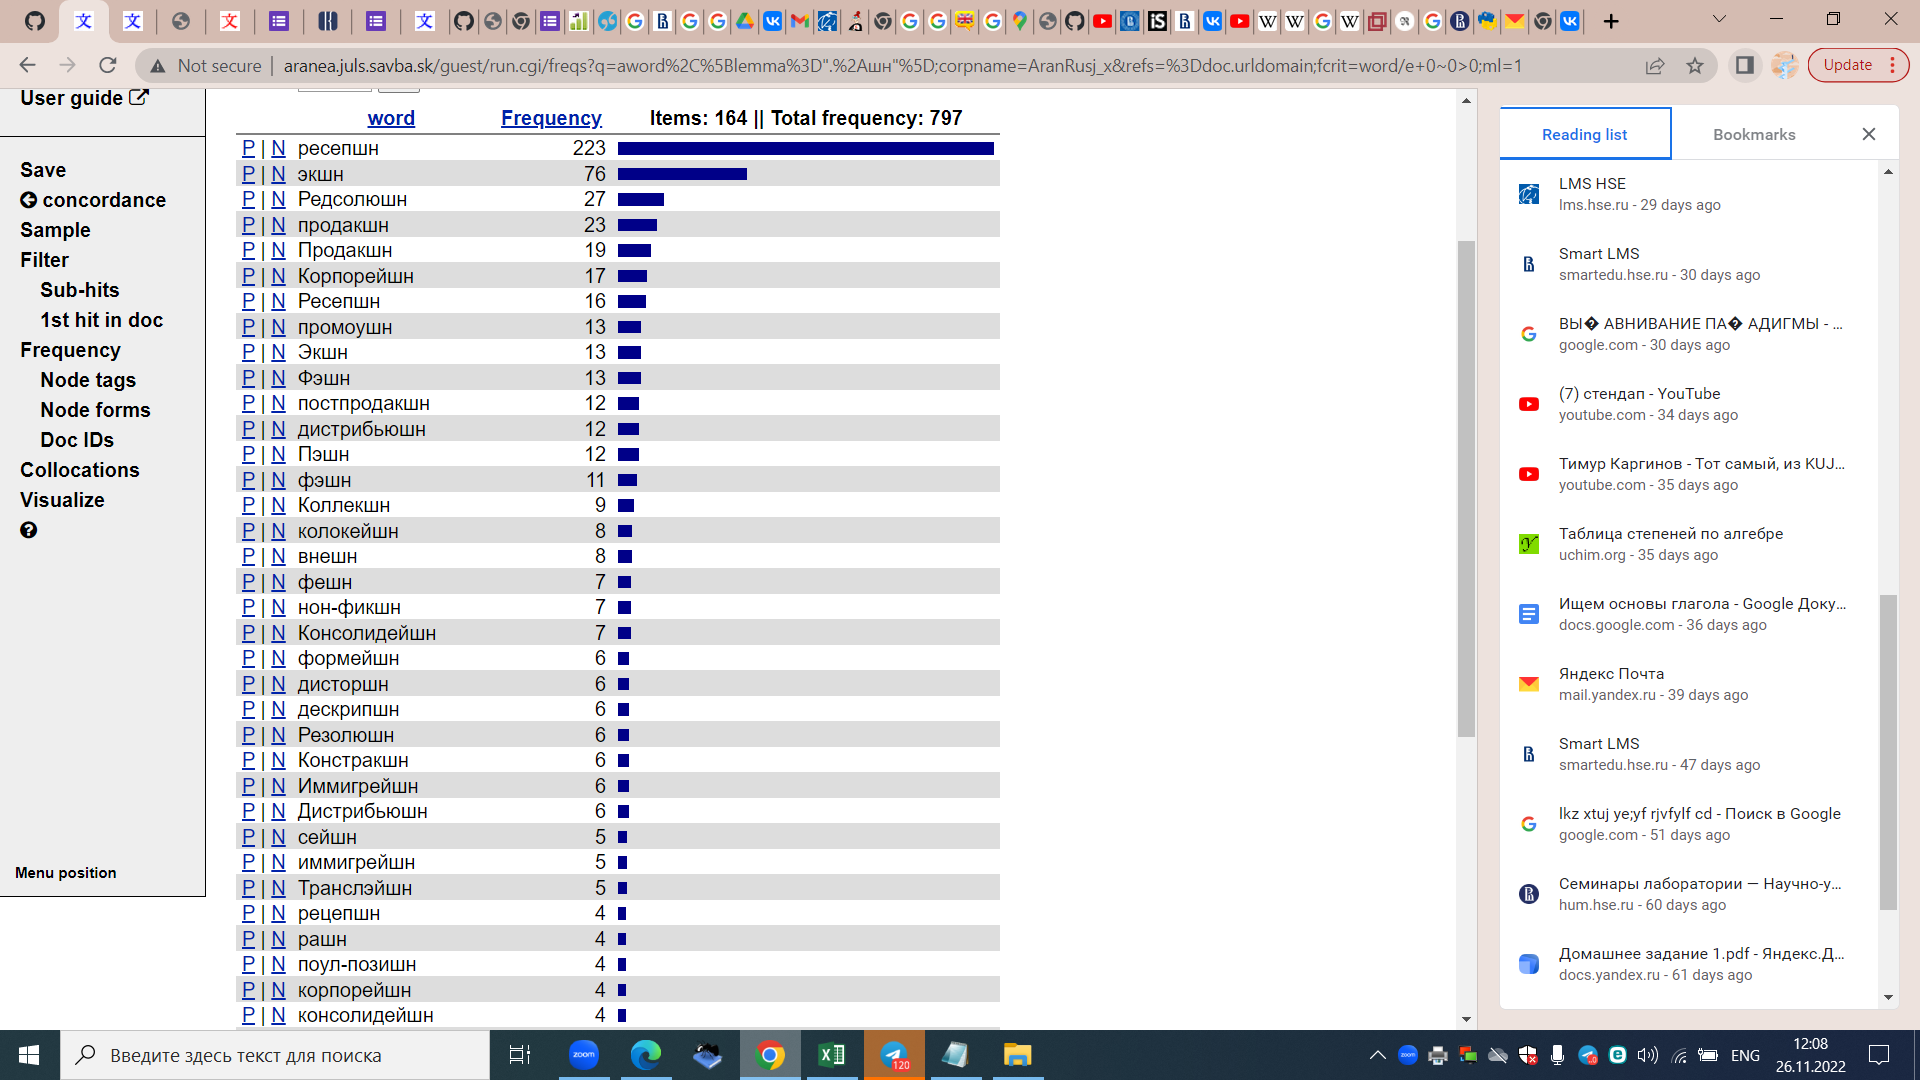 Not secure | aranea.juls.savba.sk/guest/run.cgi/freqs?q=aword%2C%5Blemma%3D".%2Aшн"%5D;corpname=AranRusj_x&refs=%3Ddoc.urldomain;fcrit=word/e+0~0>0;ml=1
Update
User guide
Save
concordance
Sample
Filter
Sub-hits
1st hit in doc
Frequency
Node tags
Node forms
Doc IDs
Collocations
Visualize
Menu position
word Frequency Items: 164 || Total frequency: 797
P | N ресепшн 223
P | N экшн 76
P | N Редсолюшн 27
P | N продакшн 23
P | N Продакшн 19
P | N Корпорейшн 17
P | N Ресепшн 16
P | N промоушн 13
P | N Экшн 13
P | N Фэшн 13
P | N постпродакшн 12
P | N дистрибьюшн 12
P | N Пэшн 12
P | N фэшн 11
P | N Коллекшн 9
P | N колокейшн 8
P | N внешн 8
P | N фешн 7
P | N нон-фикшн 7
P | N Консолидейшн 7
P | N формейшн 6
P | N дисторшн 6
P | N дескрипшн 6
P | N Резолюшн 6
P | N Констракшн 6
P | N Иммигрейшн 6
P | N Дистрибьюшн 6
P | N сейшн 5
P | N иммигрейшн 5
P | N Транслэйшн 5
P | N рецепшн 4
P | N рашн 4
P | N поул-позишн 4
P | N корпорейшн 4
P | N консолидейшн 4
Reading list Bookmarks
LMS HSE
lms.hse.ru - 29 days ago
Smart LMS
smartedu.hse.ru - 30 days ago
ВЫ� АВНИВАНИЕ ПА� АДИГМЫ - ...
google.com - 30 days ago
(7) стендап - YouTube
youtube.com - 34 days ago
Тимур Каргинов - Тот самый, из KUJ...
youtube.com - 35 days ago
Таблица степеней по алгебре
uchim.org - 35 days ago
Ищем основы глагола - Google Доку...
docs.google.com - 36 days ago
Яндекс Почта
mail.yandex.ru - 39 days ago
Smart LMS
smartedu.hse.ru - 47 days ago
lkz xtuj ye;yf rjvfylf cd - Поиск в Google
google.com - 51 days ago
Семинары лаборатории — Научно-у...
hum.hse.ru - 60 days ago
Домашнее задание 1.pdf - Яндекс.Д...
docs.yandex.ru - 61 days ago
Введите здесь текст для поиска
zoom
120
ENG
12:08
26.11.2022